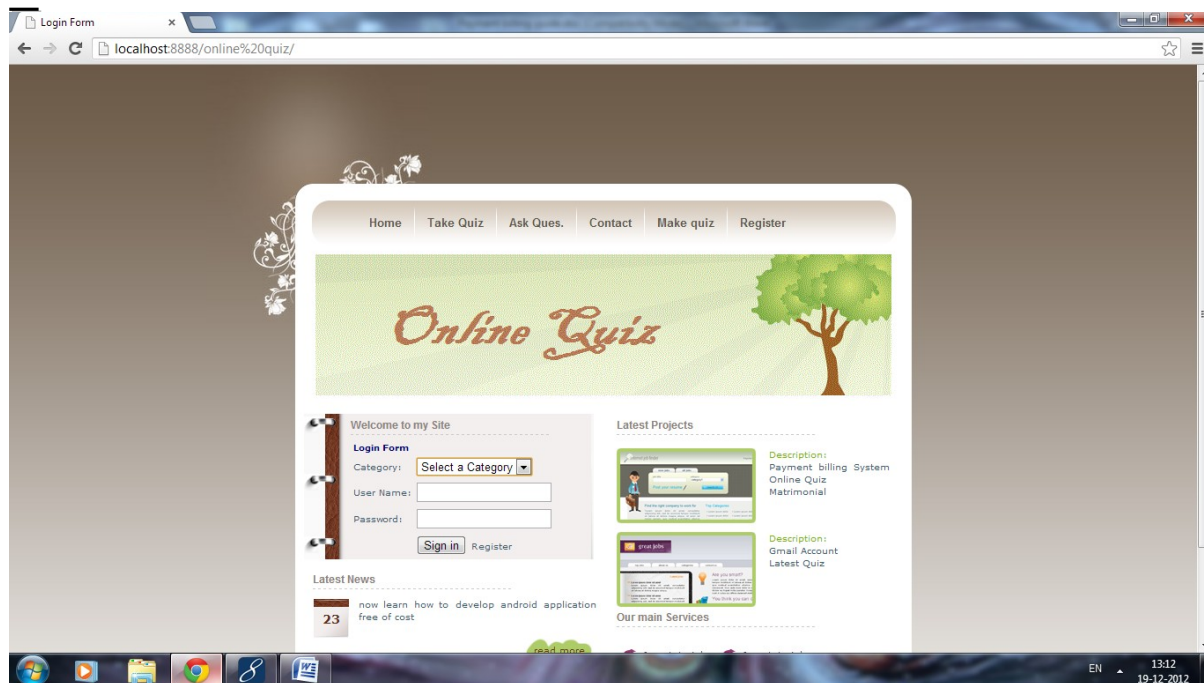 Login Form
localhost:8888/online%20quiz/
Home Take Quiz Ask Ques. Contact Make quiz Register
Online Quiz
Welcome to my Site
Login Form
Category: Select a Category
User Name:
Password:
Sign in Register
Latest News
23
now learn how to develop android application
free of cost
read more
Latest Projects
Description:
Payment billing System
Online Quiz
Matrimonial
great jobs
Description:
Gmail Account
Latest Quiz
Our main Services
EN
13:12
19-12-2012